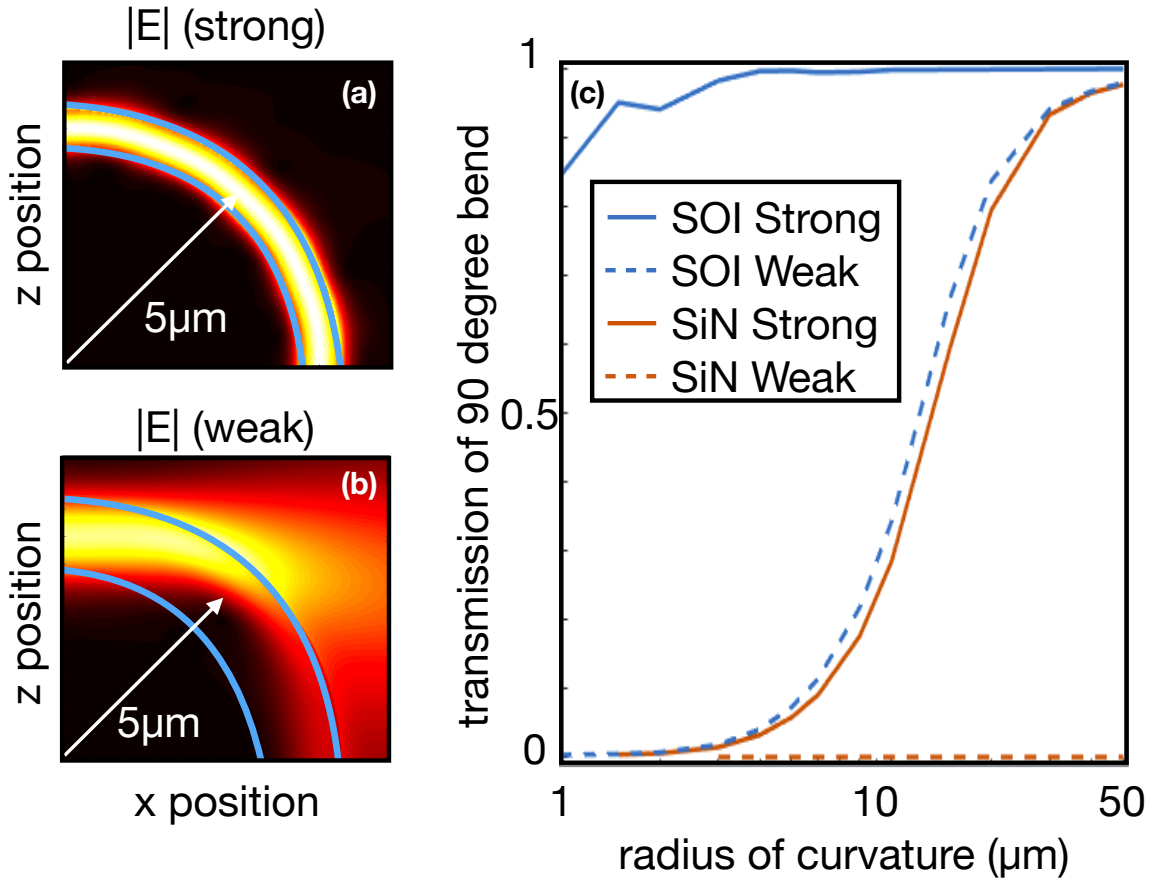 |E| (strong)
(a)
z position
5μm
|E| (weak)
(b)
z position
5μm
x position
(c)
transmission of 90 degree bend
1
0.5
0
SOI Strong
SOI Weak
SiN Strong
SiN Weak
1
10
50
radius of curvature (μm)